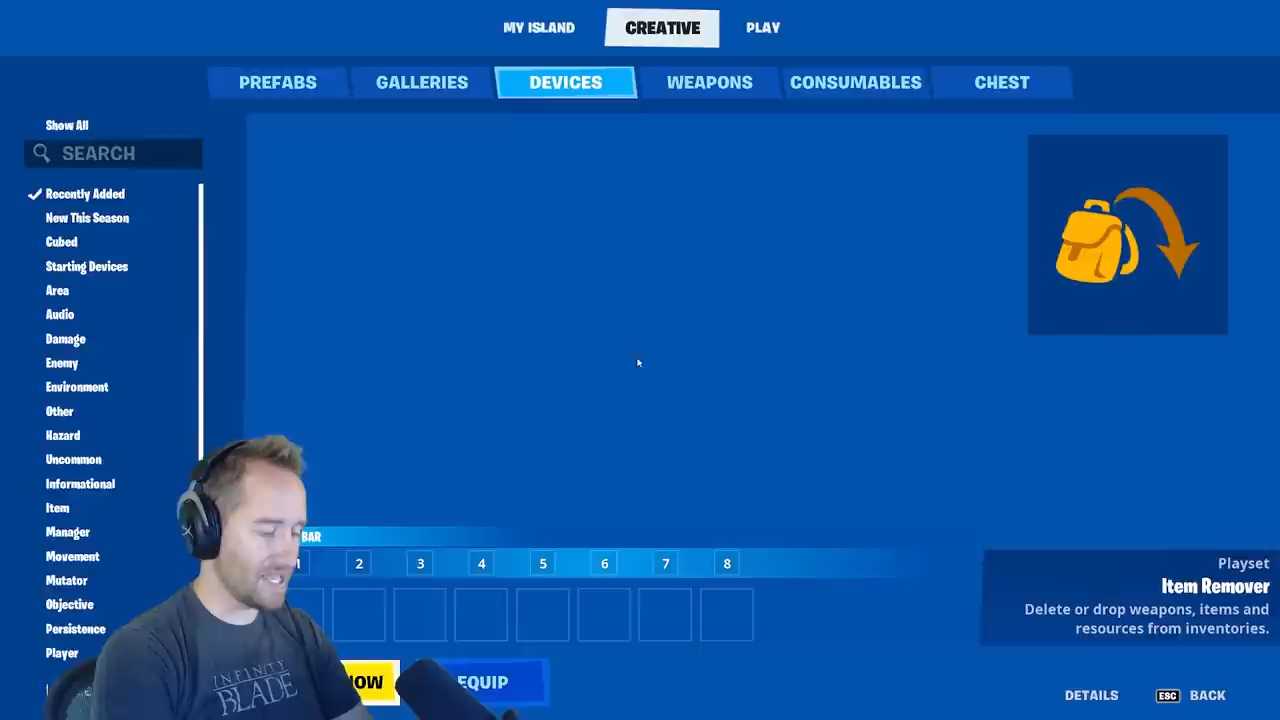 MY ISLAND
CREATIVE
PLAY
PREFABS
GALLERIES
DEVICES
WEAPONS
CONSUMABLES
CHEST
Show All
SEARCH
Recently Added
New This Season
Cubed
Starting Devices
Area
Audio
Damage
Enemy
Environment
Other
Hazard
Uncommon
Informational
Item
Manager
Movement
Mutator
Objective
Persistence
Player
BAR
1 2 3 4 5 6 7 8
Playset
Item Remover
Delete or drop weapons, items and
resources from inventories.
OW
EQUIP
DETAILS
ESC BACK
INFINITY
BLADE